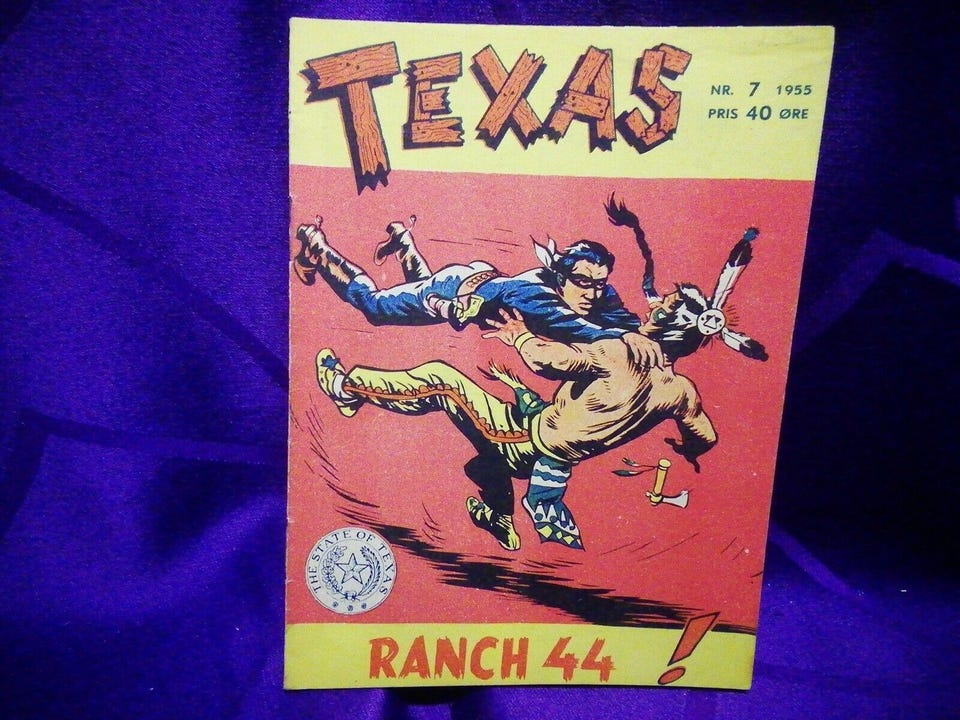 TEXAS
NR. 7 1955
PRIS 40 ØRE
THE STATE OF TEXAS
RANCH 44 !